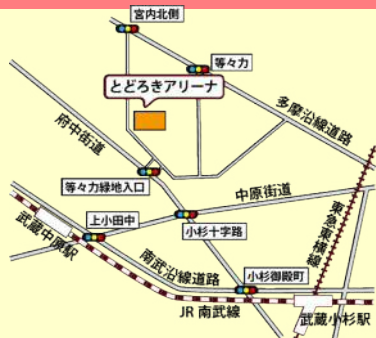 宮内北側
等々力
とどろきアリーナ
多摩沿線道路
府中街道
等々力緑地入口
中原街道
東急東横線
上小田中
小杉十字路
武蔵中原駅
南武沿線道路
小杉御殿町
JR 南武線
武蔵小杉駅